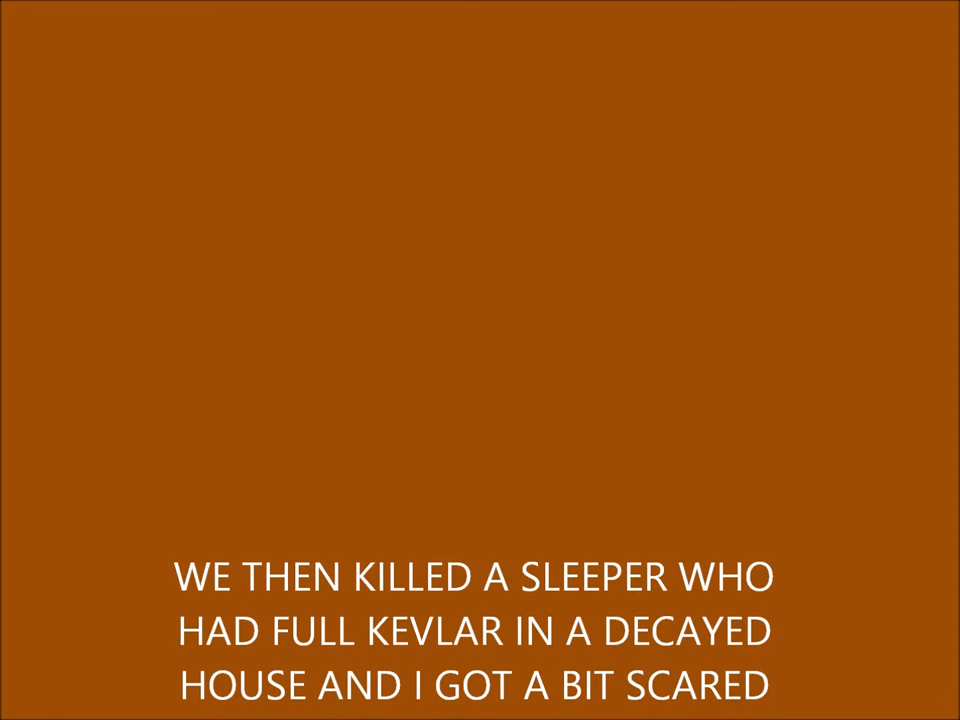 WE THEN KILLED A SLEEPER WHO
HAD FULL KEVLAR IN A DECAYED
HOUSE AND I GOT A BIT SCARED